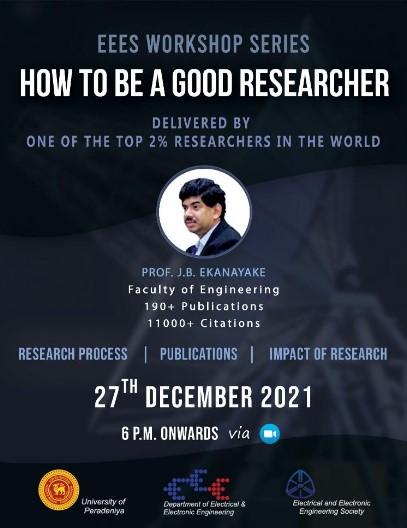 EEES WORKSHOP SERIES
HOW TO BE A GOOD RESEARCHER
DELIVERED BY
ONE OF THE TOP 2% RESEARCHERS IN THE WORLD
PROF. J.B. EKANAYAKE
Faculty of Engineering
190+ Publications
11000+ Citations
RESEARCH PROCESS | PUBLICATIONS | IMPACT OF RESEARCH
27TH DECEMBER 2021
6 P.M. ONWARDS via
University of
Peradeniya
Department of Electrical &
Electronic Engineering
Electrical and Electronic
Engineering Society